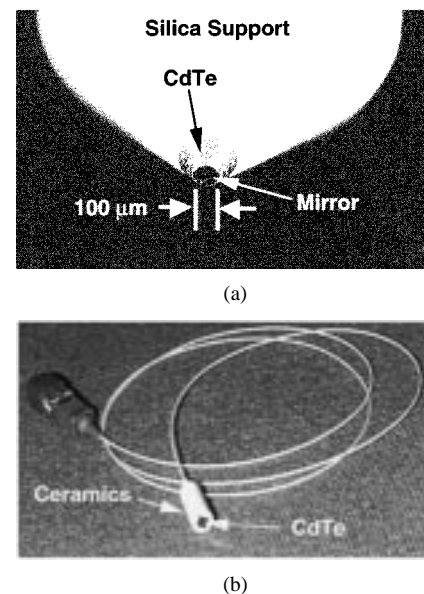 Silica Support
CdTe
100 μm
Mirror
(a)
Ceramics
CdTe
(b)